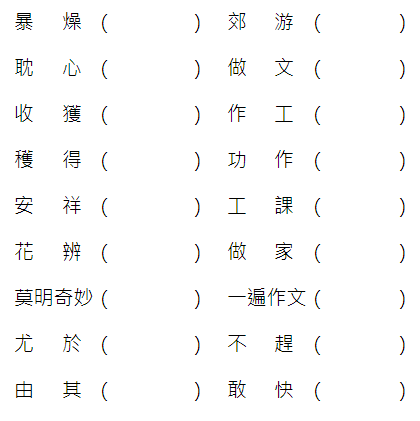 暴 燥 (          ) 郊 游 (          )
耽 心 (          ) 做 文 (          )
收 獲 (          ) 作 工 (          )
穫 得 (          ) 功 作 (          )
安 祥 (          ) 工 課 (          )
花 辨 (          ) 做 家 (          )
莫明奇妙 (          ) 一遍作文 (          )
尤 於 (          ) 不 趕 (          )
由 其 (          ) 敢 快 (          )